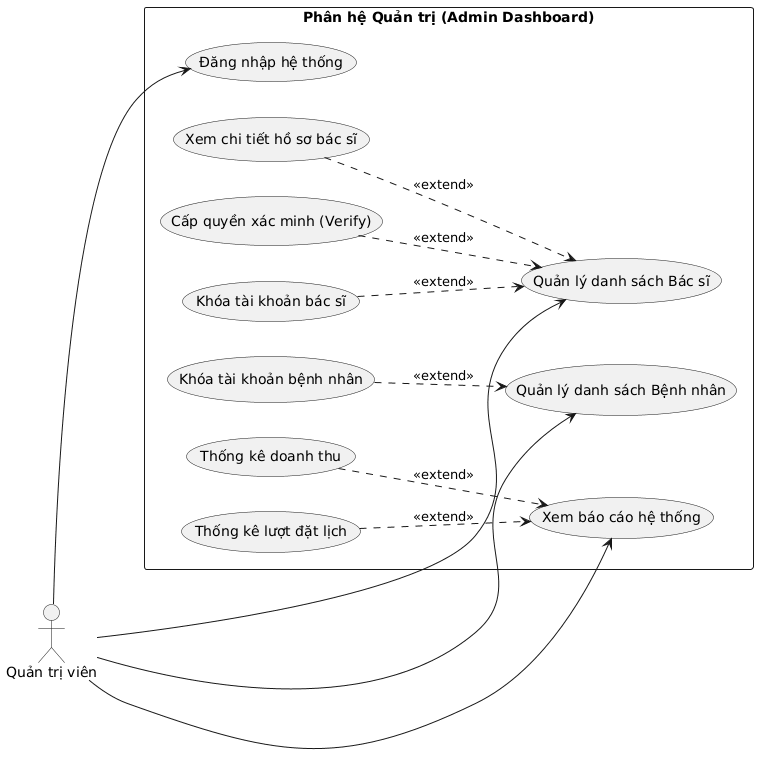 Phân hệ Quản trị (Admin Dashboard)
Đăng nhập hệ thống
Xem chi tiết hồ sơ bác sĩ
«extend»
Cấp quyền xác minh (Verify)
«extend»
Quản lý danh sách Bác sĩ
«extend»
Khóa tài khoản bác sĩ
Khóa tài khoản bệnh nhân
«extend»
Quản lý danh sách Bệnh nhân
Thống kê doanh thu
«extend»
Xem báo cáo hệ thống
«extend»
Thống kê lượt đặt lịch
Quản trị viên